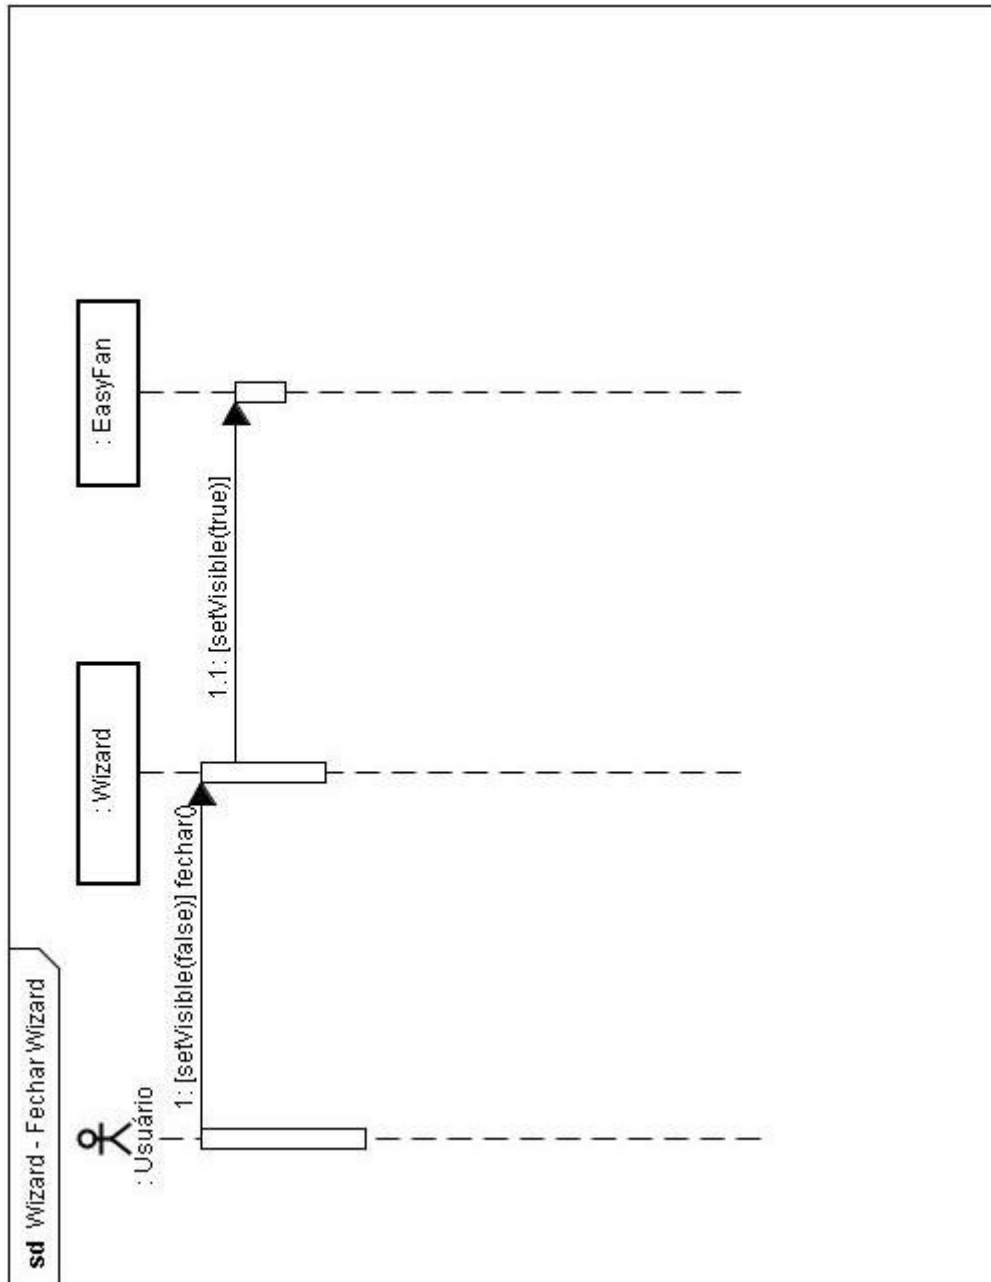 sd Wizard - Fechar Wizard
: Usuário
: Wizard
: EasyFan
1: [setVisible(false)] fechar()
1.1: [setVisible(true)]